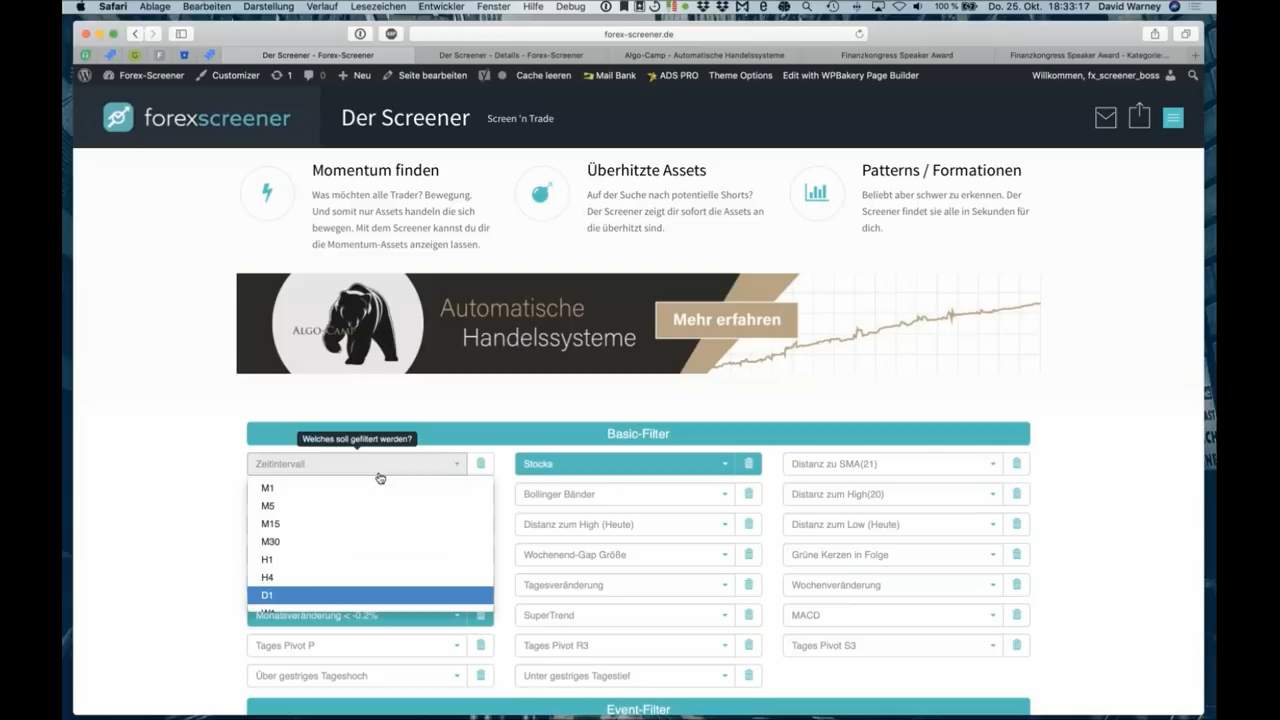 Safari Ablage Bearbeiten Darstellung Verlauf Lesezeichen Entwickler Fenster Hilfe Debug 100 % Do. 25. Okt. 18:33:17 David Warney
forex-screener.de
Der Screener - Forex-Screener Der Screener - Details - Forex-Screener Algo-Camp - Automatische Handelssysteme Finanzkongress Speaker Award Finanzkongress Speaker Award - Kategorie:...
Forex-Screener Customizer 1 0 Neu Seite bearbeiten Cache leeren Mail Bank ADS PRO Theme Options Edit with WPBakery Page Builder Willkommen, fx_screener_boss
forexscreener Der Screener Screen 'n Trade
Momentum finden
Was möchten alle Trader? Bewegung.
Und somit nur Assets handeln die sich
bewegen. Mit dem Screener kannst du dir
die Momentum-Assets anzeigen lassen.
Überhitzte Assets
Auf der Suche nach potentielle Shorts?
Der Screener zeigt dir sofort die Assets an
die überhitzt sind.
Patterns / Formationen
Beliebt aber schwer zu erkennen. Der
Screener findet sie alle in Sekunden für
dich.
ALGO-CAMP
Automatische
Handelssysteme
Mehr erfahren
Basic-Filter
Welches soll gefiltert werden?
Zeitintervall Stocks Distanz zu SMA(21)
M1
Bollinger Bänder Distanz zum High(20)
M5
M15 Distanz zum High (Heute) Distanz zum Low (Heute)
M30
H1 Wochenend-Gap Größe Grüne Kerzen in Folge
H4
D1 Tagesveränderung Wochenveränderung
Monatsveränderung < -0.2% SuperTrend MACD
Tages Pivot P Tages Pivot R3 Tages Pivot S3
Über gestriges Tageshoch Unter gestriges Tagestief
Event-Filter